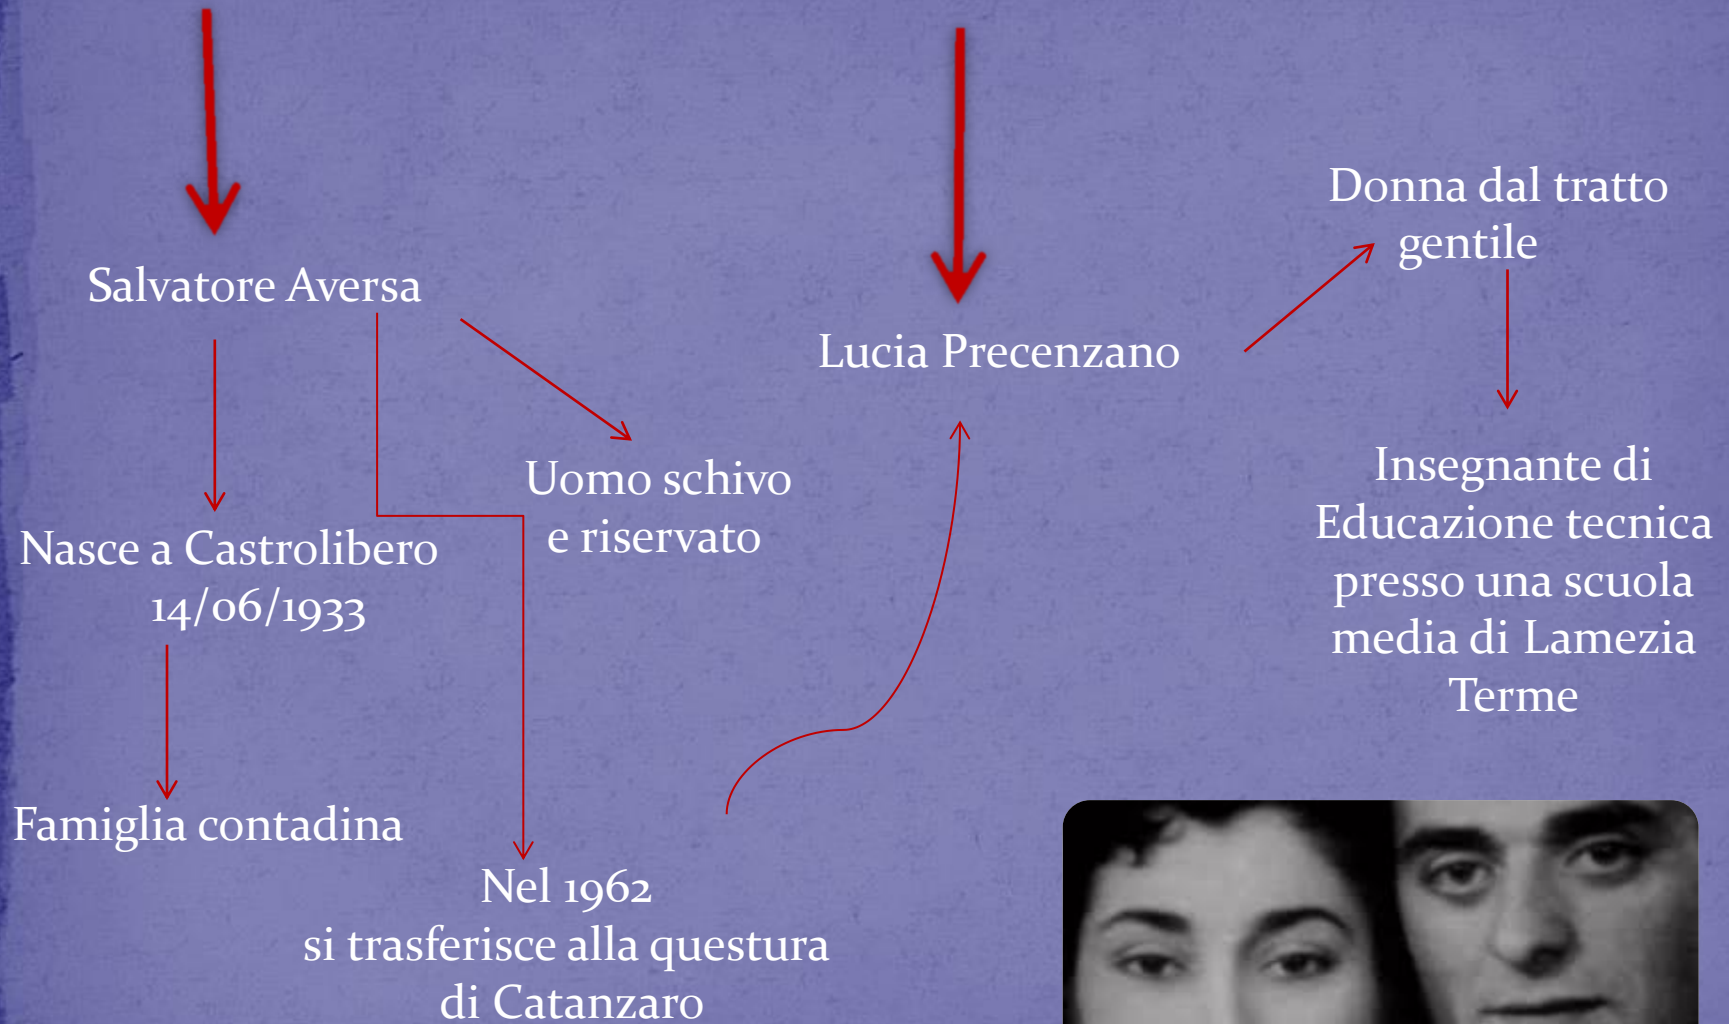 Salvatore Aversa
Nasce a Castrolibero
14/06/1933
Famiglia contadina
Uomo schivo
e riservato
Nel 1962
si trasferisce alla questura
di Catanzaro
Lucia Precenzano
Donna dal tratto
gentile
Insegnante di
Educazione tecnica
presso una scuola
media di Lamezia
Terme